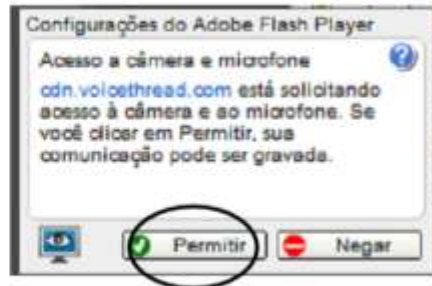 Configurações do Adobe Flash Player
Acesso a câmera e microfone
cdn.voicethread.com está solicitando
acesso à câmera e ao microfone. Se
você clicar em Permitir, sua
comunicação pode ser gravada.
Permitir Negar